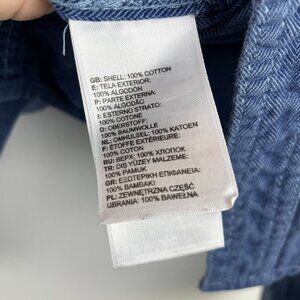 GB: SHELL: 100% COTTON
E: TELA EXTERIOR:
100% ALGODÓN
P: PARTE EXTERNA:
100% ALGODÃO
I: ESTERNO STRATO:
100% COTONE
D: OBERSTOFF:
100% BAUMWOLLE
NL: OMHULSEL: 100% KATOEN
F: ÉTOFFE EXTÉRIEURE:
100% COTON
RU: ВЕРХ: 100% ХЛОПОК
TR: DIŞ YÜZEY MALZEME:
100% PAMUK
GR: ΕΞΩΤΕΡΙΚΗ ΕΠΙΦΑΝΕΙΑ:
100% ΒΑΜΒΑΚΙ
PL: ZEWNĘTRZNA CZĘŚĆ
UBRANIA: 100% BAWEŁNA